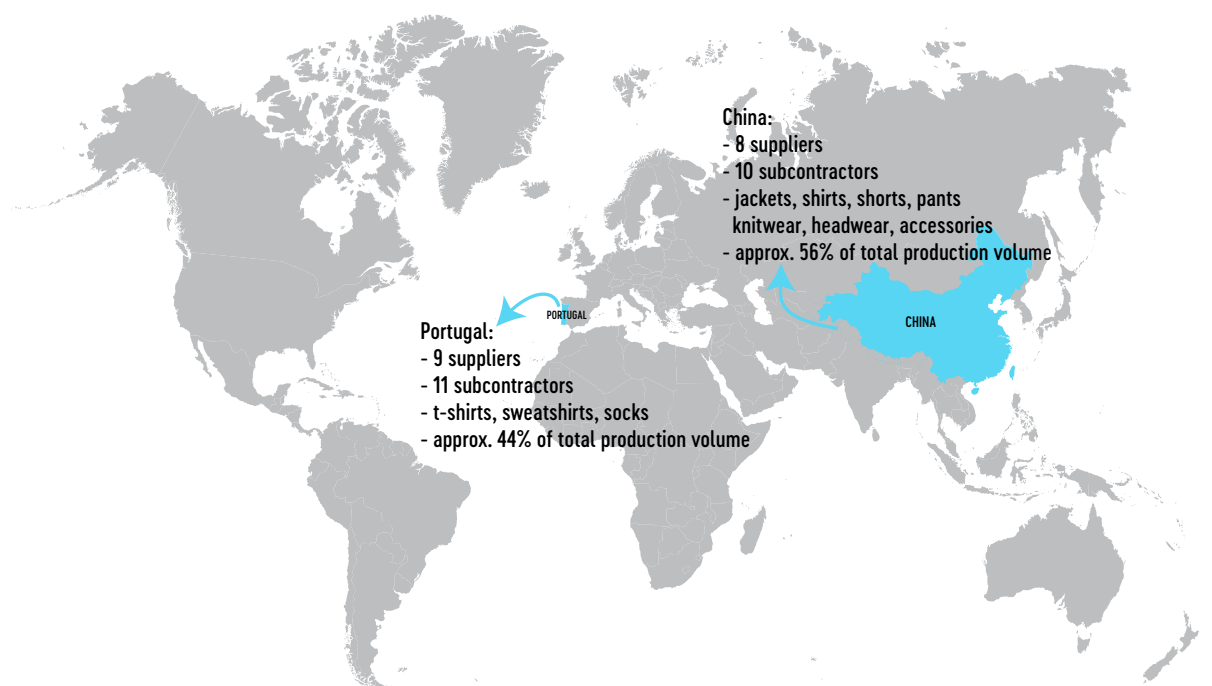 China:
- 8 suppliers
- 10 subcontractors
- jackets, shirts, shorts, pants
knitwear, headwear, accessories
- approx. 56% of total production volume
CHINA
PORTUGAL
Portugal:
- 9 suppliers
- 11 subcontractors
- t-shirts, sweatshirts, socks
- approx. 44% of total production volume